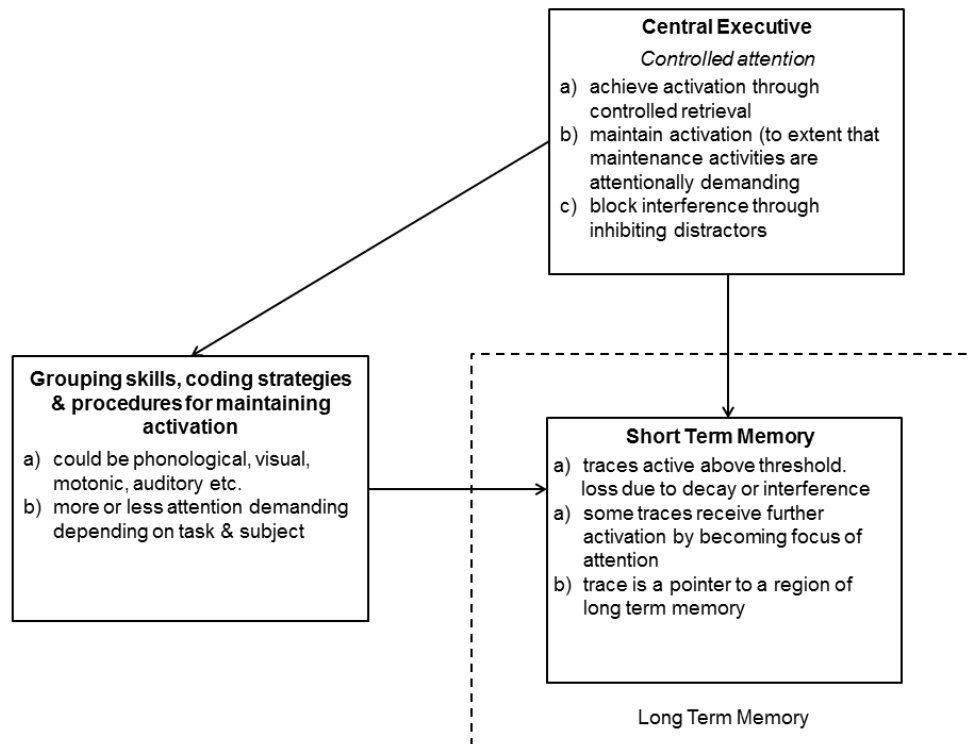 Central Executive
Controlled attention
a) achieve activation through
controlled retrieval
b) maintain activation (to extent that
maintenance activities are
attentionally demanding
c) block interference through
inhibiting distractors
Grouping skills, coding strategies
& procedures for maintaining
activation
a) could be phonological, visual,
motonic, auditory etc.
b) more or less attention demanding
depending on task & subject
Short Term Memory
a) traces active above threshold.
loss due to decay or interference
a) some traces receive further
activation by becoming focus of
attention
b) trace is a pointer to a region of
long term memory
Long Term Memory